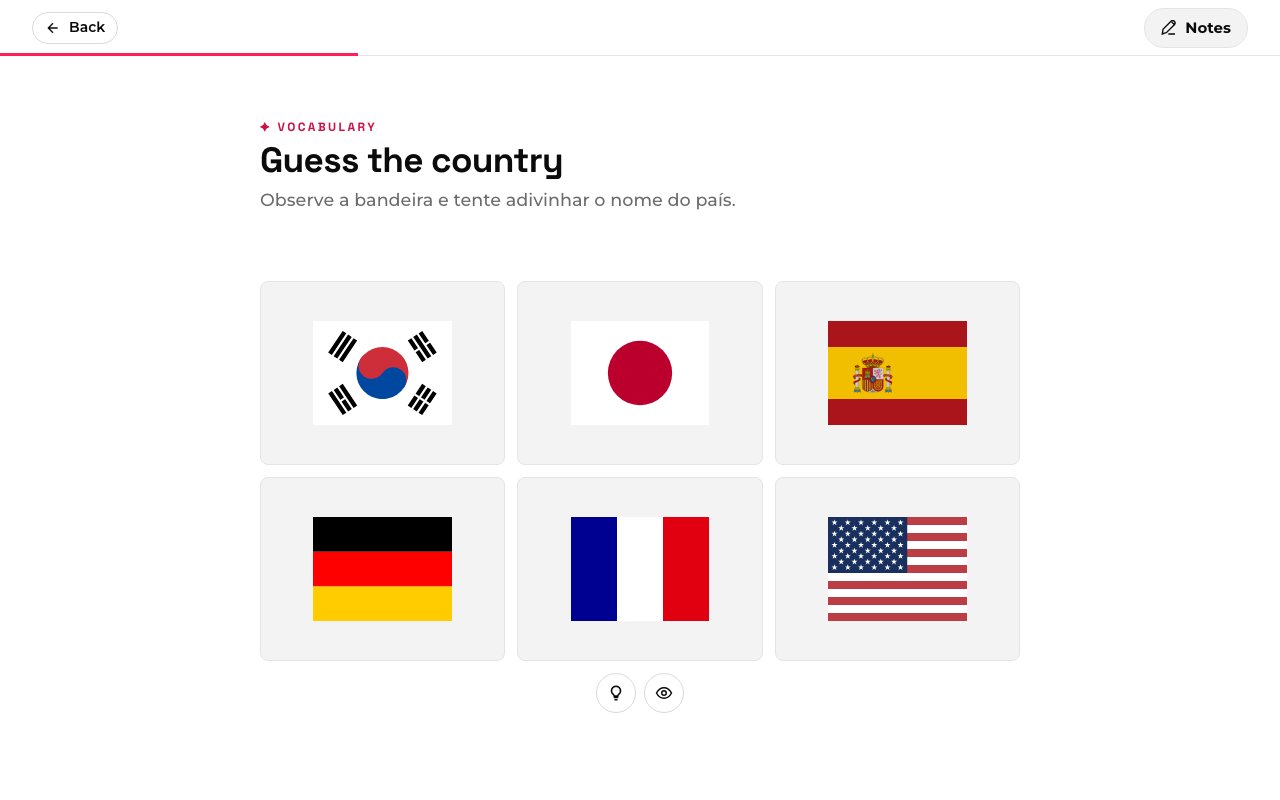 Back
Notes
VOCABULARY
Guess the country
Observe a bandeira e tente adivinhar o nome do país.